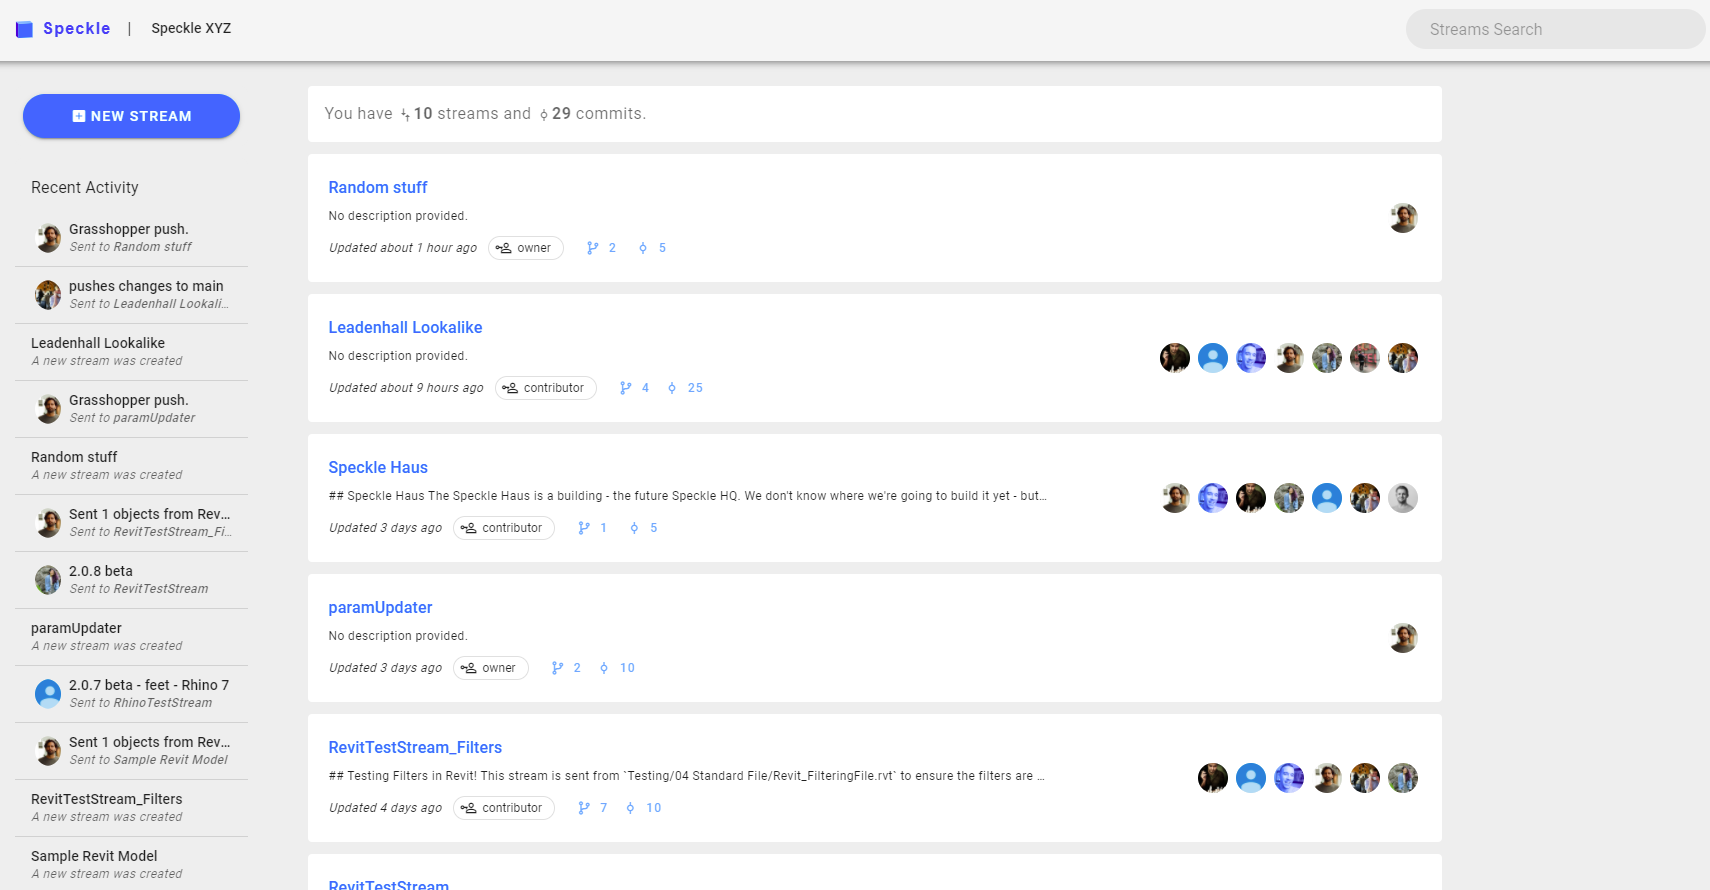 Speckle | Speckle XYZ
Streams Search
NEW STREAM
Recent Activity
Grasshopper push.
Sent to Random stuff
pushes changes to main
Sent to Leadenhall Lookali...
Leadenhall Lookalike
A new stream was created
Grasshopper push.
Sent to paramUpdater
Random stuff
A new stream was created
Sent 1 objects from Rev...
Sent to RevitTestStream_Fi...
2.0.8 beta
Sent to RevitTestStream
paramUpdater
A new stream was created
2.0.7 beta - feet - Rhino 7
Sent to RhinoTestStream
Sent 1 objects from Rev...
Sent to Sample Revit Model
RevitTestStream_Filters
A new stream was created
Sample Revit Model
A new stream was created
You have 10 streams and 29 commits.
Random stuff
No description provided.
Updated about 1 hour ago owner 2 5
Leadenhall Lookalike
No description provided.
Updated about 9 hours ago contributor 4 25
Speckle Haus
## Speckle Haus The Speckle Haus is a building - the future Speckle HQ. We don't know where we're going to build it yet - but...
Updated 3 days ago contributor 1 5
paramUpdater
No description provided.
Updated 3 days ago owner 2 10
RevitTestStream_Filters
## Testing Filters in Revit! This stream is sent from `Testing/04 Standard File/Revit_FilteringFile.rvt` to ensure the filters are ...
Updated 4 days ago contributor 7 10
RevitTestStream